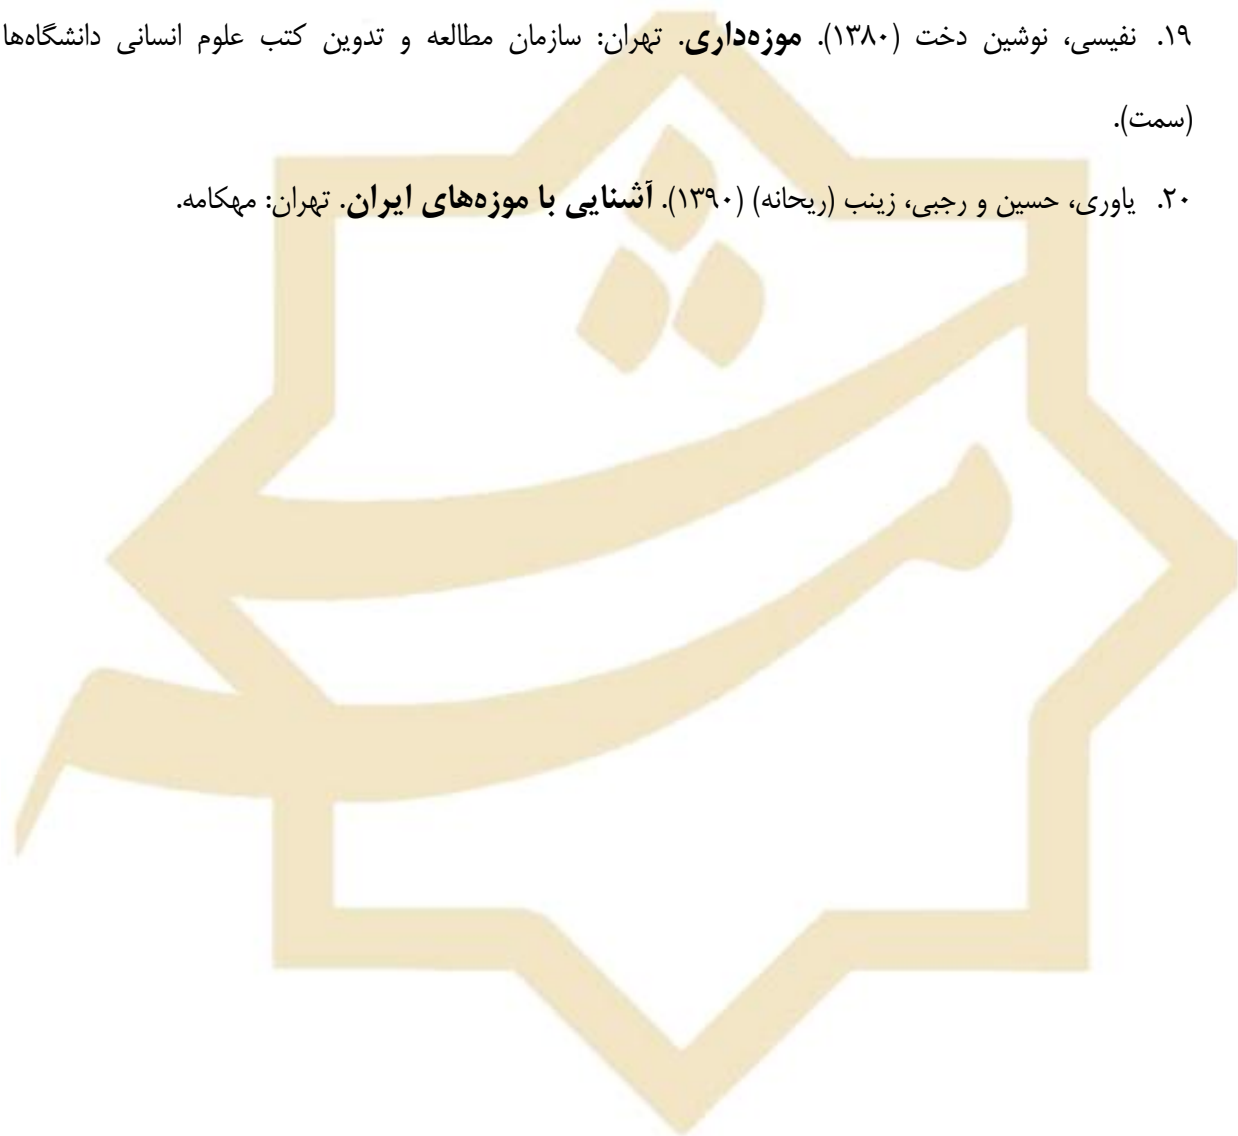 ۱۹. نفیسی، نوشین دخت (۱۳۸۰). موزه‌داری. تهران: سازمان مطالعه و تدوین کتب علوم انسانی دانشگاه‌ها
(سمت).
۲۰. یاوری، حسین و رجبی، زینب (ریحانه) (۱۳۹۰). آشنایی با موزه‌های ایران. تهران: مهکامه.